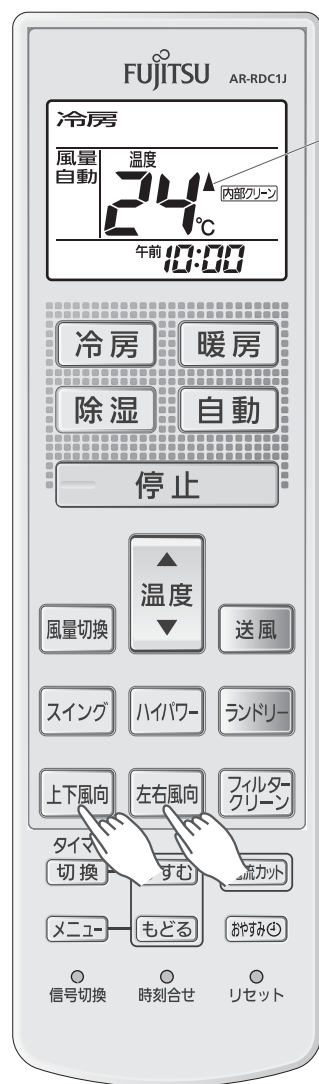 FUJITSU AR-RDC1J
冷房
風量 温度
自動 24▲ 内部クリーン
℃
午前 10:00
冷房 暖房
除湿 自動
停止
▲
温度
▼
風量切換 送風
スイング ハイパワー ランドリー
上下風向 左右風向 フィルター
クリーン
タイマ
切換 すむ 流カット
メニュー もどる おやすみ
信号切換 時刻合せ リセット